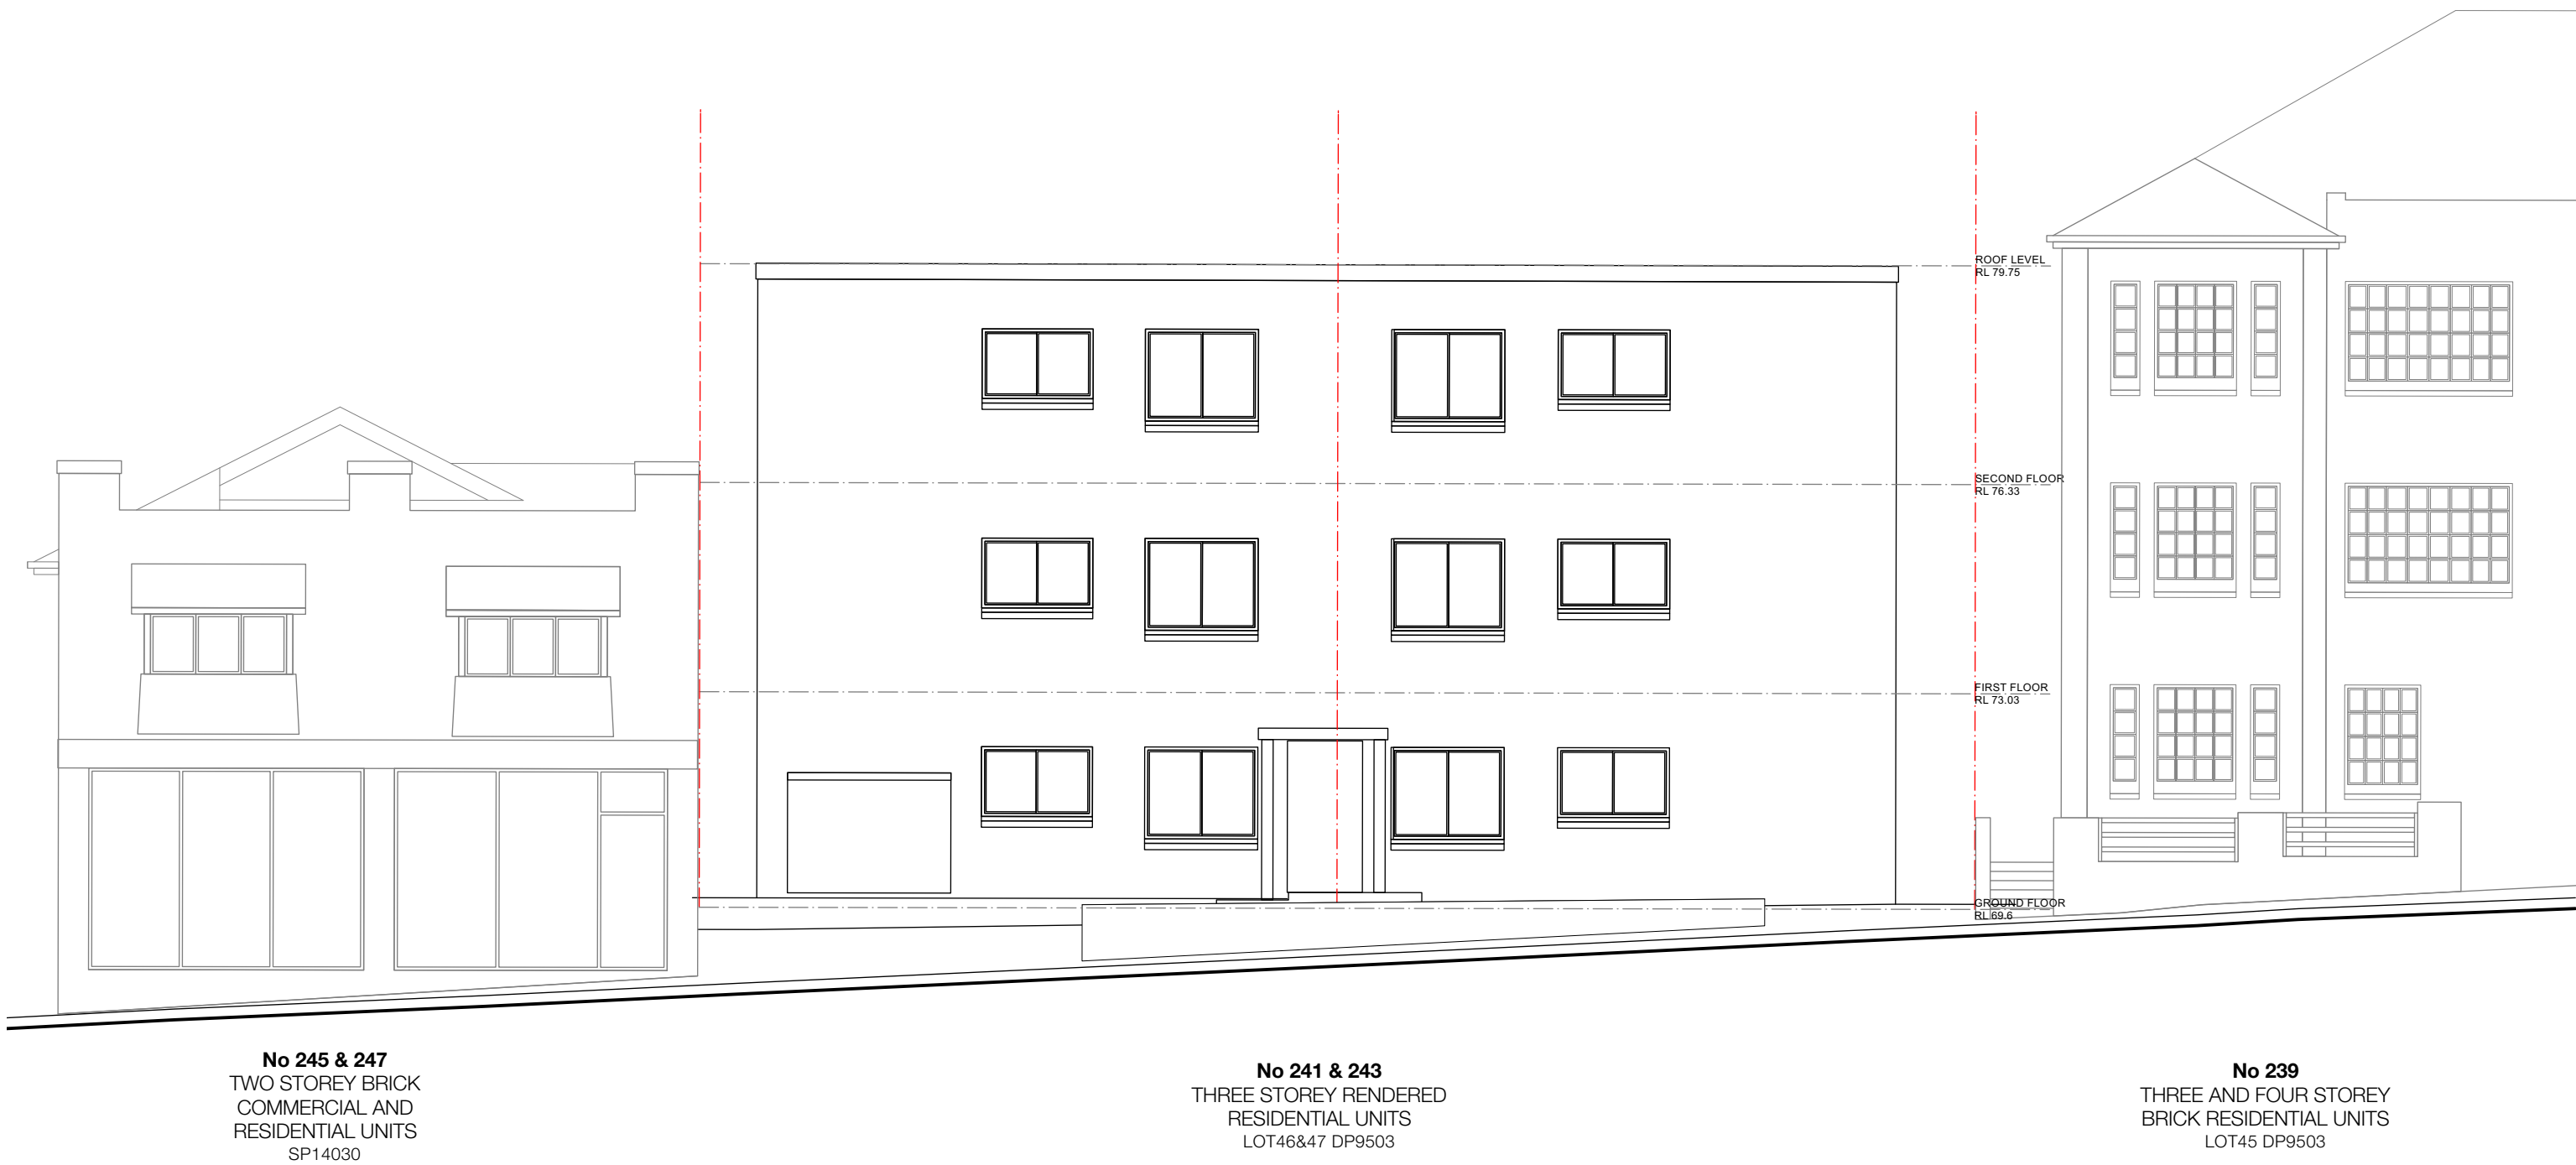 ROOF LEVEL
RL 79.75
SECOND FLOOR
RL 76.33
FIRST FLOOR
RL 73.03
GROUND FLOOR
RL 69.6
No 245 & 247
TWO STOREY BRICK
COMMERCIAL AND
RESIDENTIAL UNITS
SP14030
No 241 & 243
THREE STOREY RENDERED
RESIDENTIAL UNITS
LOT46&47 DP9503
No 239
THREE AND FOUR STOREY
BRICK RESIDENTIAL UNITS
LOT45 DP9503